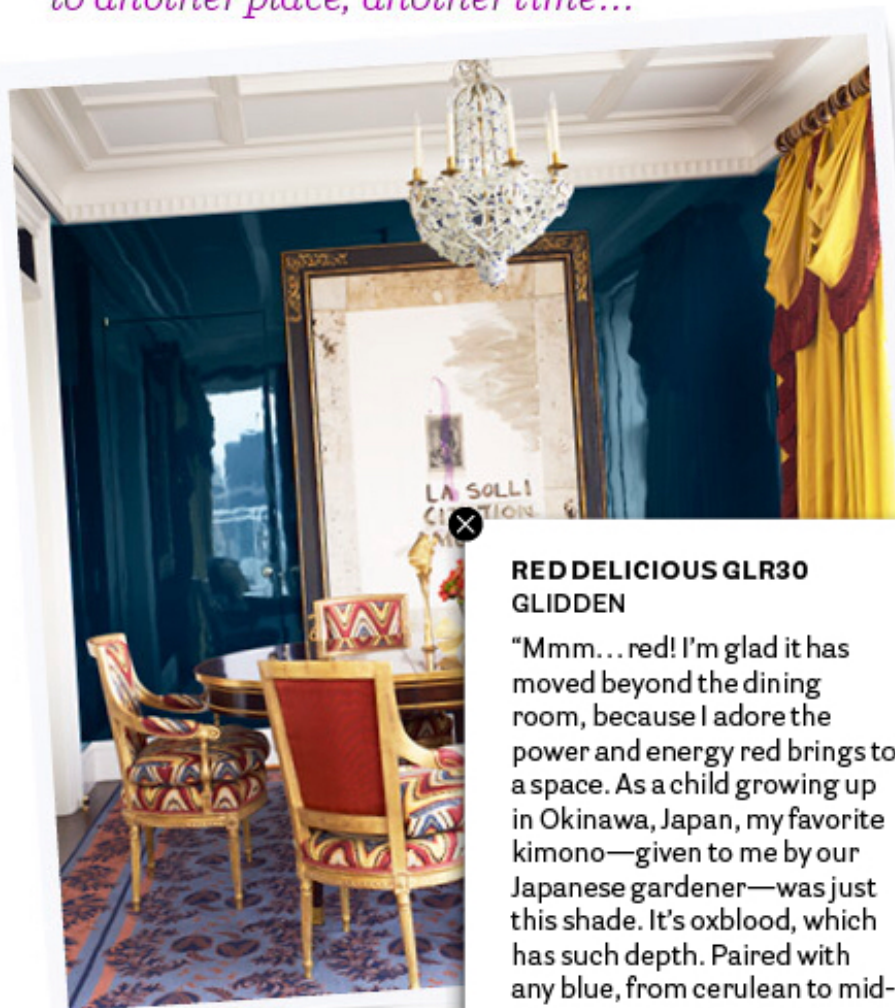 to another place, another time...
LA SOLLI
CI TION
RED DELICIOUS GLR30
GLIDDEN
“Mmm...red! I’m glad it has
moved beyond the dining
room, because I adore the
power and energy red brings to
a space. As a child growing up
in Okinawa, Japan, my favorite
kimono—given to me by our
Japanese gardener—was just
this shade. It’s oxblood, which
has such depth. Paired with
any blue, from cerulean to mid-